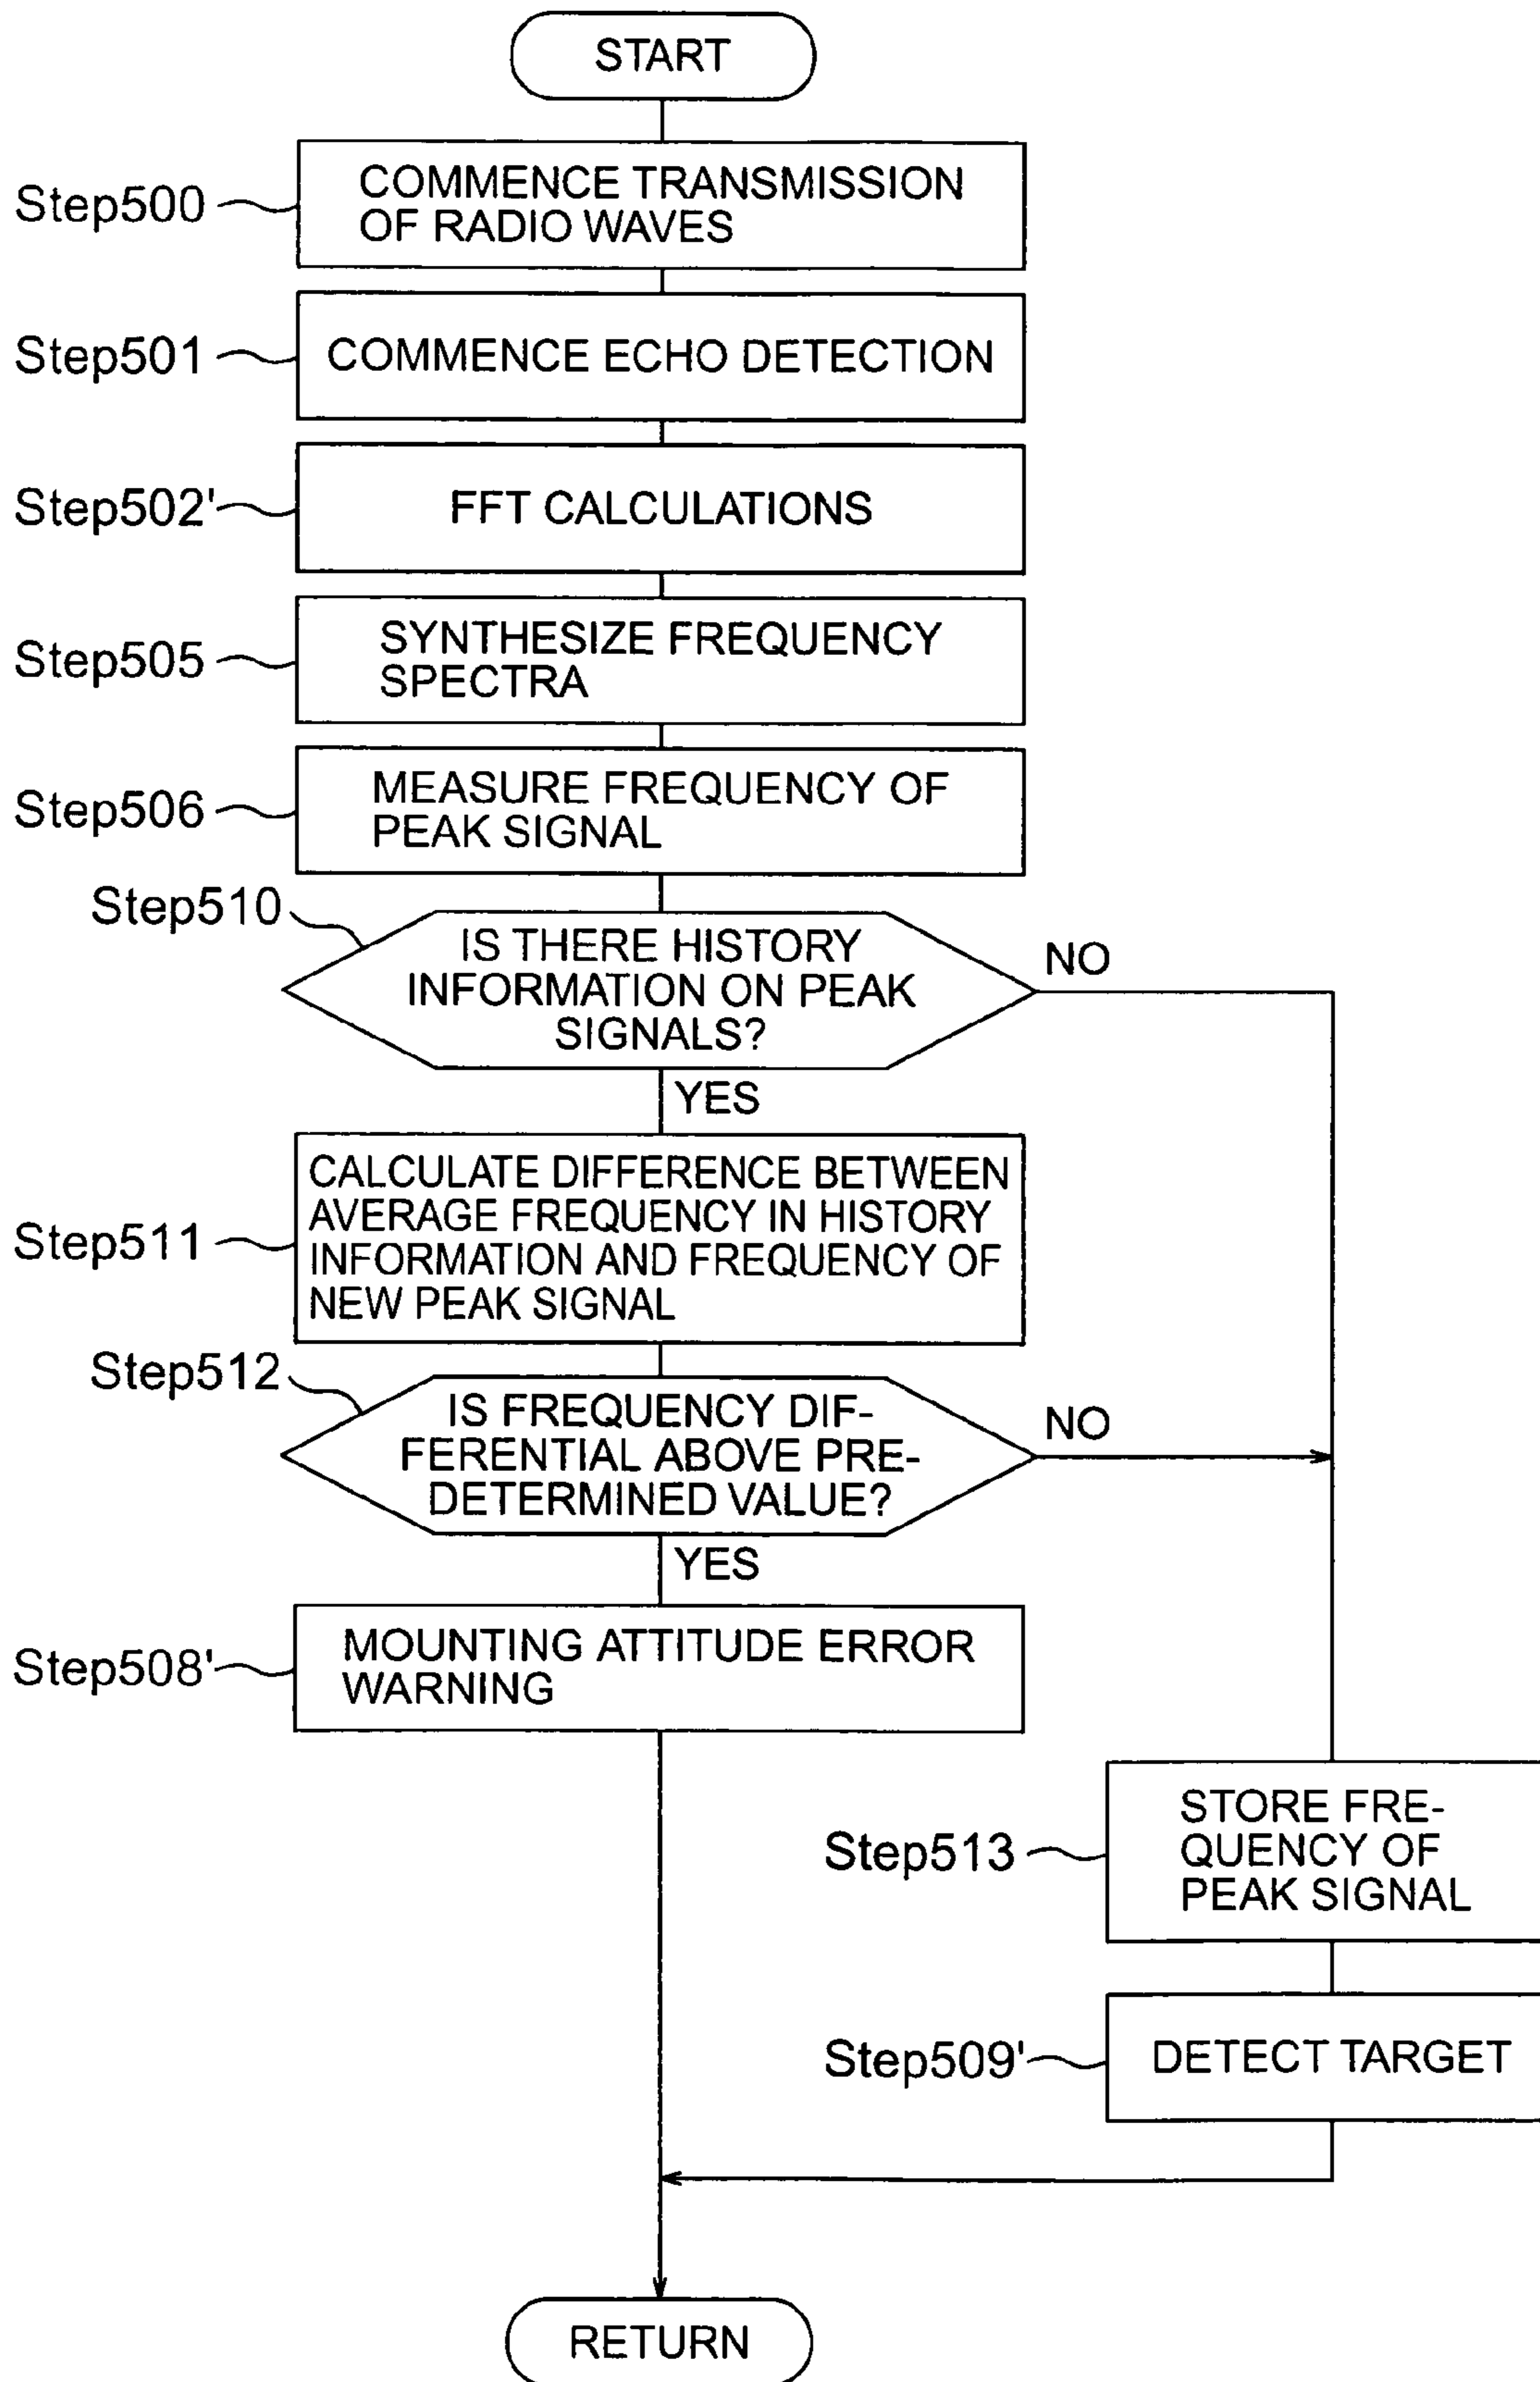 START
Step500
COMMENCE TRANSMISSION
OF RADIO WAVES
Step501
COMMENCE ECHO DETECTION
Step502'
FFT CALCULATIONS
Step505
SYNTHESIZE FREQUENCY
SPECTRA
Step506
MEASURE FREQUENCY OF
PEAK SIGNAL
Step510
IS THERE HISTORY
INFORMATION ON PEAK
SIGNALS?
NO
YES
Step511
CALCULATE DIFFERENCE BETWEEN
AVERAGE FREQUENCY IN HISTORY
INFORMATION AND FREQUENCY OF
NEW PEAK SIGNAL
Step512
IS FREQUENCY DIF-
FERENTIAL ABOVE PRE-
DETERMINED VALUE?
NO
YES
Step508'
MOUNTING ATTITUDE ERROR
WARNING
Step513
STORE FRE-
QUENCY OF
PEAK SIGNAL
Step509'
DETECT TARGET
RETURN